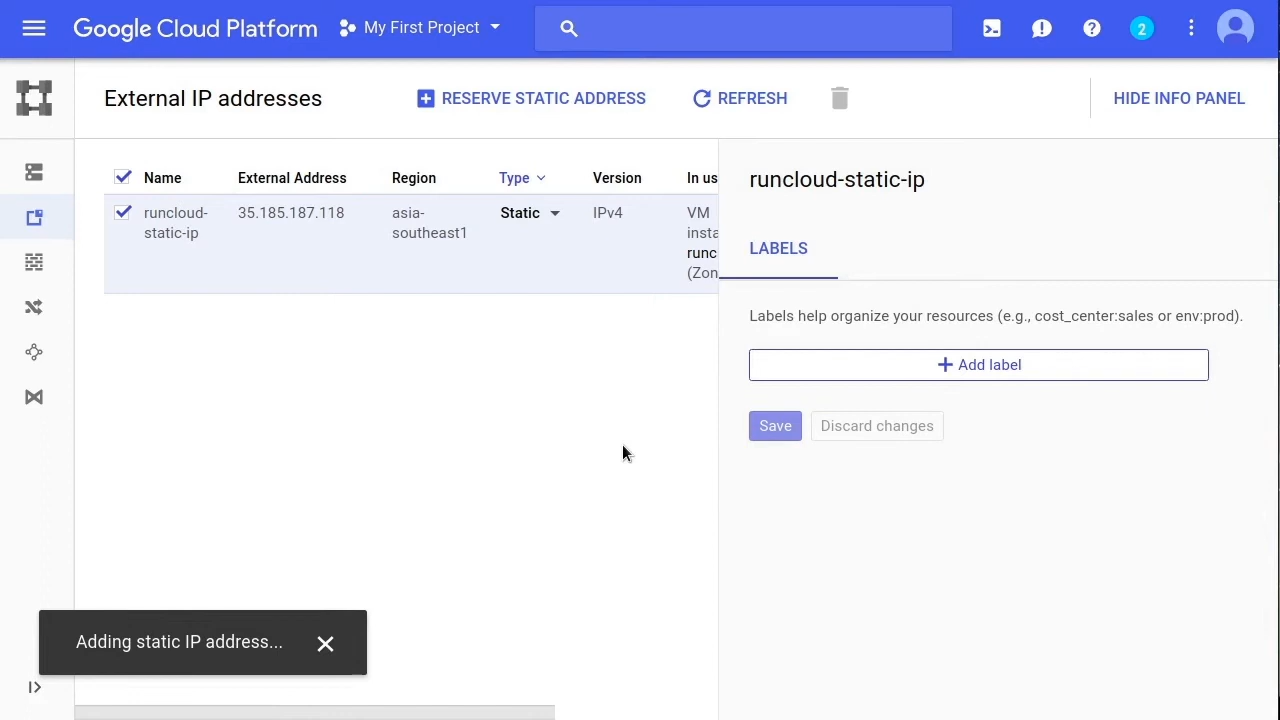 Google Cloud Platform
My First Project
2
External IP addresses
RESERVE STATIC ADDRESS
REFRESH
HIDE INFO PANEL
Name External Address Region Type Version In us
runcloud- 35.185.187.118 asia- Static IPv4 VM
static-ip southeast1 insta
runc
(Zon
runcloud-static-ip
LABELS
Labels help organize your resources (e.g., cost_center:sales or env:prod).
Add label
Save Discard changes
Adding static IP address...